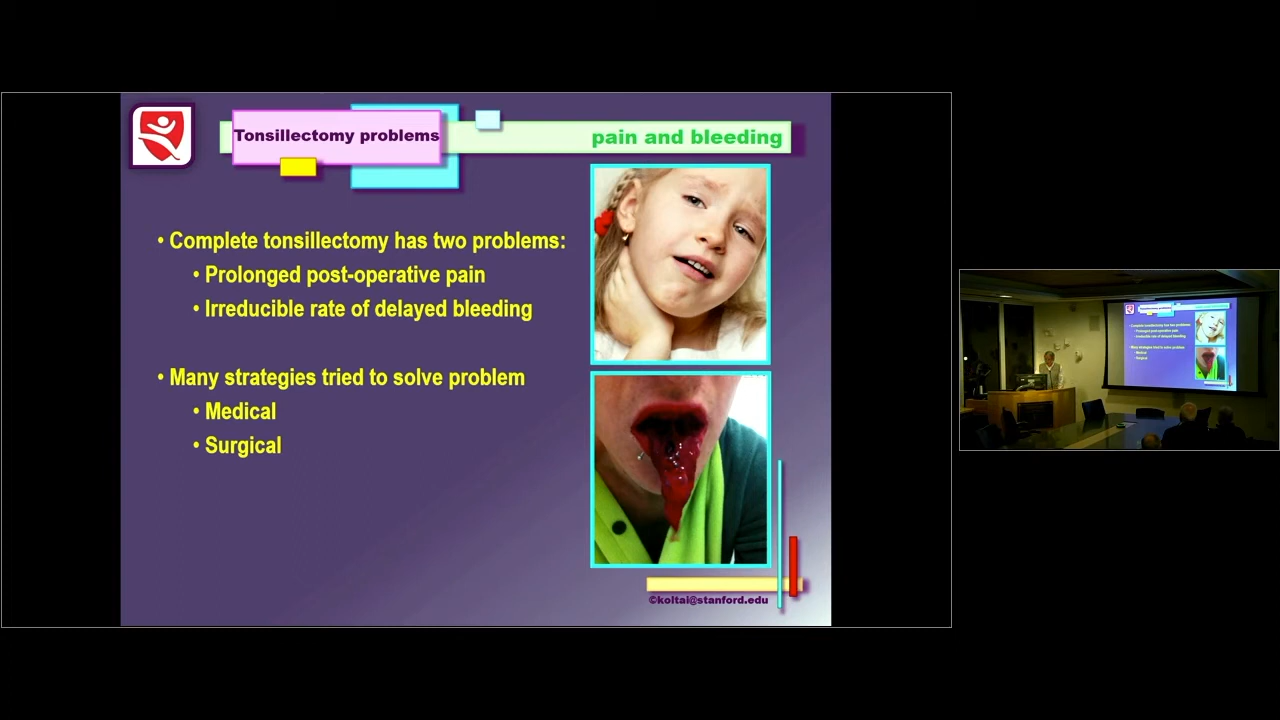 Tonsillectomy problems
pain and bleeding
• Complete tonsillectomy has two problems:
• Prolonged post-operative pain
• Irreducible rate of delayed bleeding
• Many strategies tried to solve problem
• Medical
• Surgical
©koltai@stanford.edu